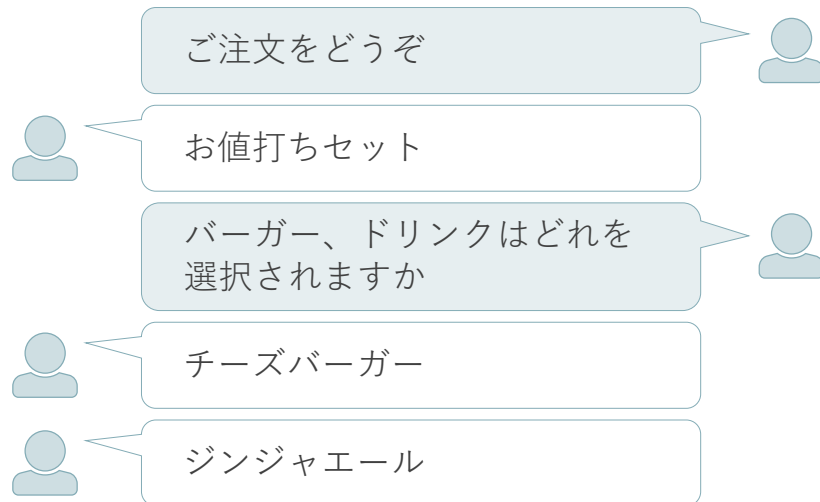 ご注文をどうぞ
お値打ちセット
バーガー、ドリンクはどれを
選択されますか
チーズバーガー
ジンジャエール